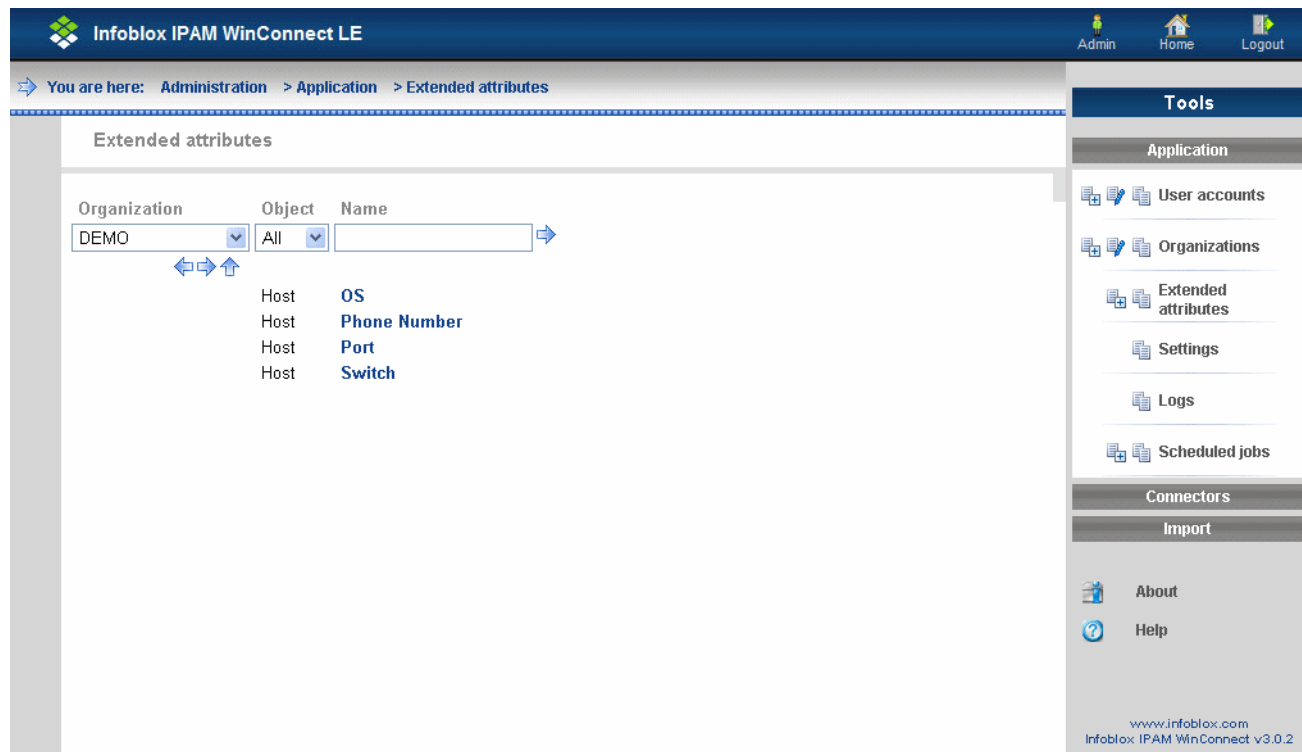 Infoblox IPAM WinConnect LE
Admin Home Logout
You are here: Administration > Application > Extended attributes
Tools
Extended attributes
Application
Organization Object Name
DEMO All
Host OS
Host Phone Number
Host Port
Host Switch
User accounts
Organizations
Extended
attributes
Settings
Logs
Scheduled jobs
Connectors
Import
About
Help
www.infoblox.com
Infoblox IPAM WinConnect v3.0.2